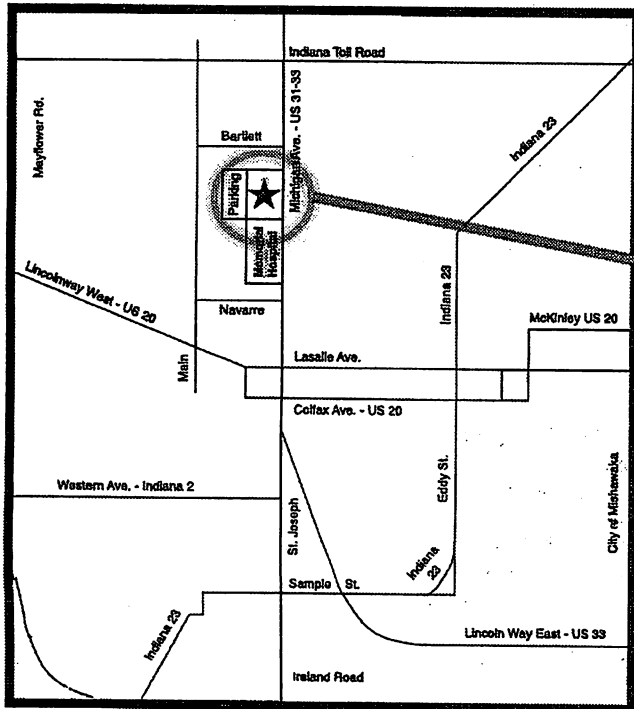 Indiana Toll Road
Mayflower Rd.
Michigan Ave. - US 31-33
Indiana 23
Bartlett
Parking
Memorial
Hospital
Lincolnway West - US 20
Navarre
Indiana 23
McKinley US 20
Main
Lasalle Ave.
Colfax Ave. - US 20
Western Ave. - Indiana 2
St. Joseph
Eddy St.
City of Mishawaka
Indiana
23
Sample St.
Indiana 23
Lincoln Way East - US 33
Ireland Road